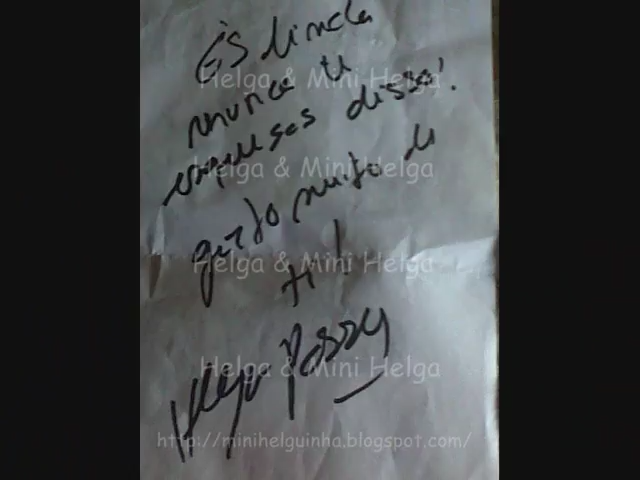 És linda
Helga & Mini Helga
nunca te
esqueças disso!
Helga & Mini Helga
gosto muito de
Helga & Mini Helga
ti!
Helga & Mini Helga
http://minihelguinha.blogspot.com/